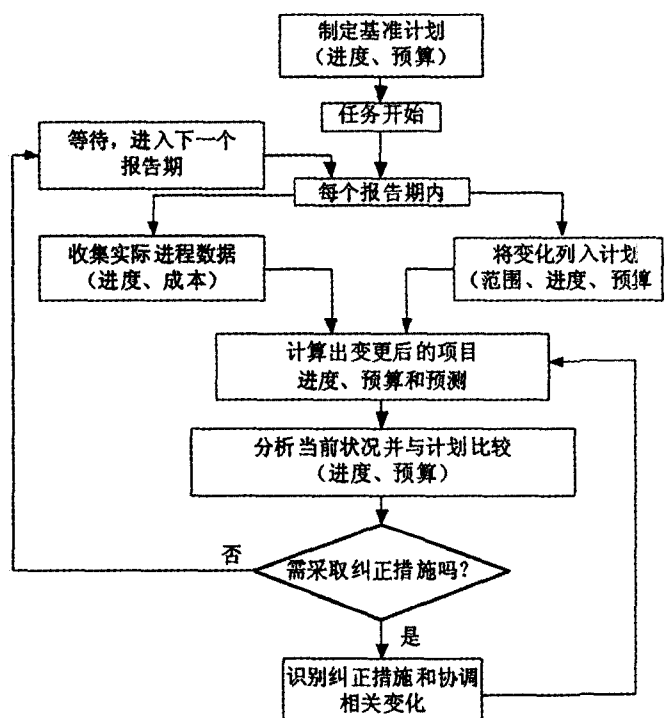 制定基准计划
（进度、预算）
任务开始
等待，进入下一个
报告期
每个报告期内
收集实际进程数据
（进度、成本）
将变化列入计划
（范围、进度、预算
计算出变更后的项目
进度、预算和预测
分析当前状况并与计划比较
（进度、预算）
否
需采取纠正措施吗？
是
识别纠正措施和协调
相关变化